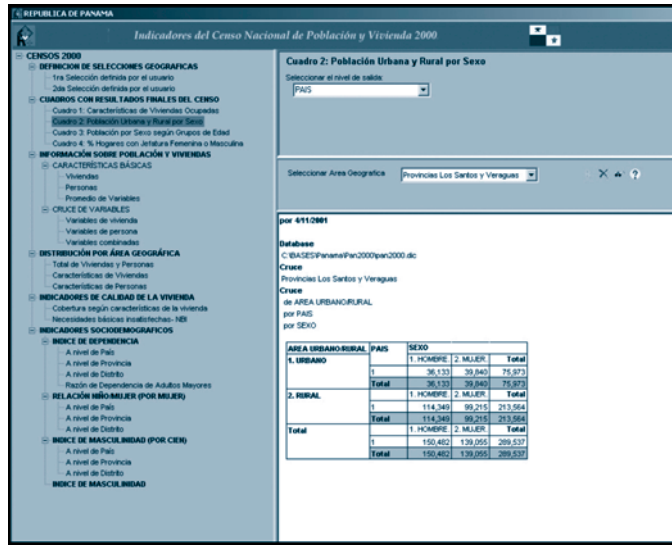 REPUBLICA DE PANAMA
Indicadores del Censo Nacional de Población y Vivienda 2000
CENSOS 2000
DEFINICION DE SELECCIONES GEOGRAFICAS
1ra Selección definida por el usuario
2da Selección definida por el usuario
CUADROS CON RESULTADOS FINALES DEL CENSO
Cuadro 1: Características de Viviendas Ocupadas
Cuadro 2: Población Urbana y Rural por Sexo
Cuadro 3: Población por Sexo según Grupos de Edad
Cuadro 4: % Hogares con Jefatura Femenina o Masculina
INFORMACIÓN SOBRE POBLACIÓN Y VIVIENDAS
CARACTERÍSTICAS BÁSICAS
Viviendas
Personas
Promedio de Variables
CRUCE DE VARIABLES
Variables de vivienda
Variables de persona
Variables combinadas
DISTRIBUCIÓN POR ÁREA GEOGRÁFICA
Total de Viviendas y Personas
Características de Viviendas
Características de Personas
INDICADORES DE CALIDAD DE LA VIVIENDA
Cobertura según características de la vivienda
Necesidades básicas insatistechas- NBI
INDICADORES SOCIODEMOGRAFICOS
INDICE DE DEPENDENCIA
A nivel de País
A nivel de Provincia
A nivel de Distrito
Razón de Dependencia de Adultos Mayores
RELACIÓN NIÑO/MUJER (POR MUJER)
A nivel de País
A nivel de Provincia
A nivel de Distrito
INDICE DE MASCULINIDAD (POR CIEN)
A nivel de País
A nivel de Provincia
A nivel de Distrito
INDICE DE MASCULINIDAD
Cuadro 2: Población Urbana y Rural por Sexo
Seleccionar el nivel de salida:
PAIS
Seleccionar Area Geografica
Provincias Los Santos y Veraguas
?
por 4/11/2001
Database
C:\BASES\Panama\Pan2000\pan2000.dic
Cruce
Provincias Los Santos y Veraguas
Cruce
de AREA URBANO/RURAL
por PAIS
por SEXO
AREA URBANO/RURAL PAIS SEXO
1. URBANO 1. HOMBRE. 2. MUJER. Total
1 36,133 39,840 75,973
Total 36,133 39,840 75,973
2. RURAL 1. HOMBRE. 2. MUJER. Total
1 114,349 99,215 213,564
Total 114,349 99,215 213,564
Total 1. HOMBRE. 2. MUJER. Total
1 150,482 139,055 289,537
Total 150,482 139,055 289,537